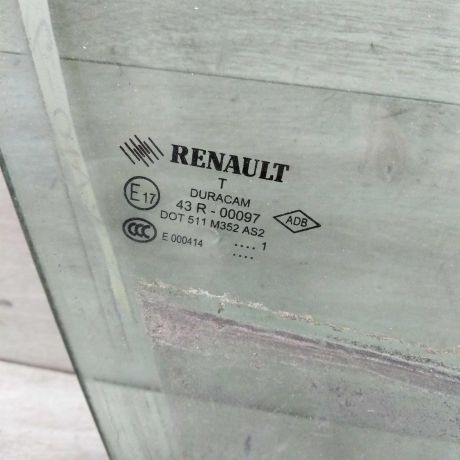 RENAULT
T
DURACAM
E17 43 R - 00097
DOT 511 M352 AS2
ADB
CCC E 000414 .... 1
....